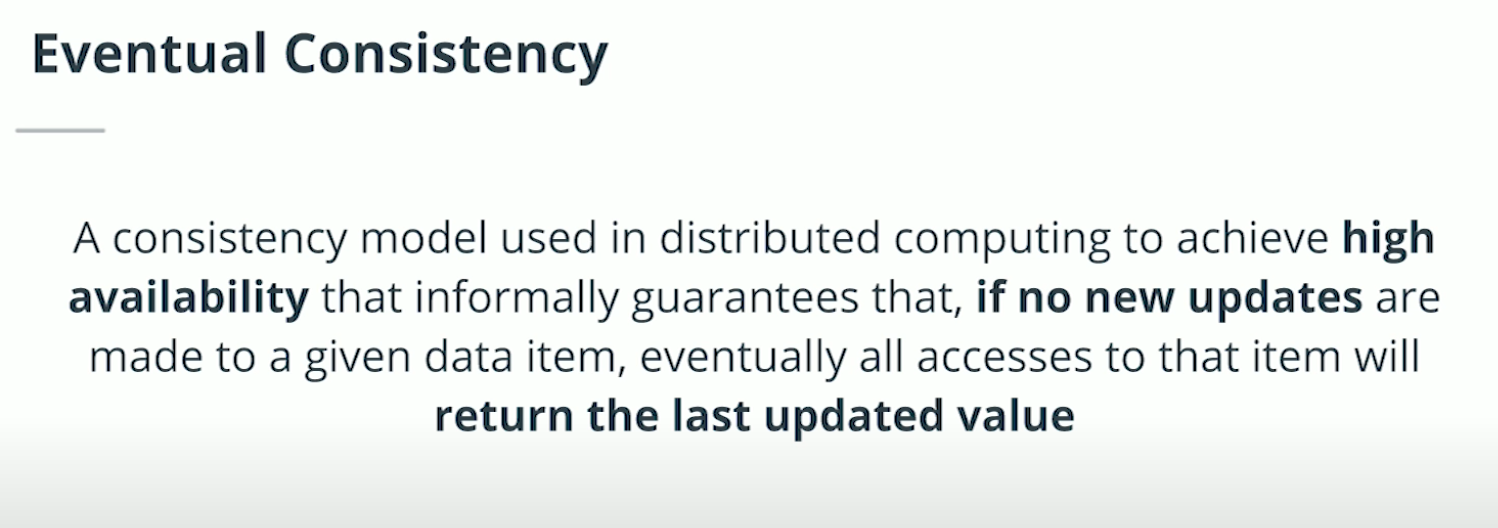 Eventual Consistency
A consistency model used in distributed computing to achieve high
availability that informally guarantees that, if no new updates are
made to a given data item, eventually all accesses to that item will
return the last updated value